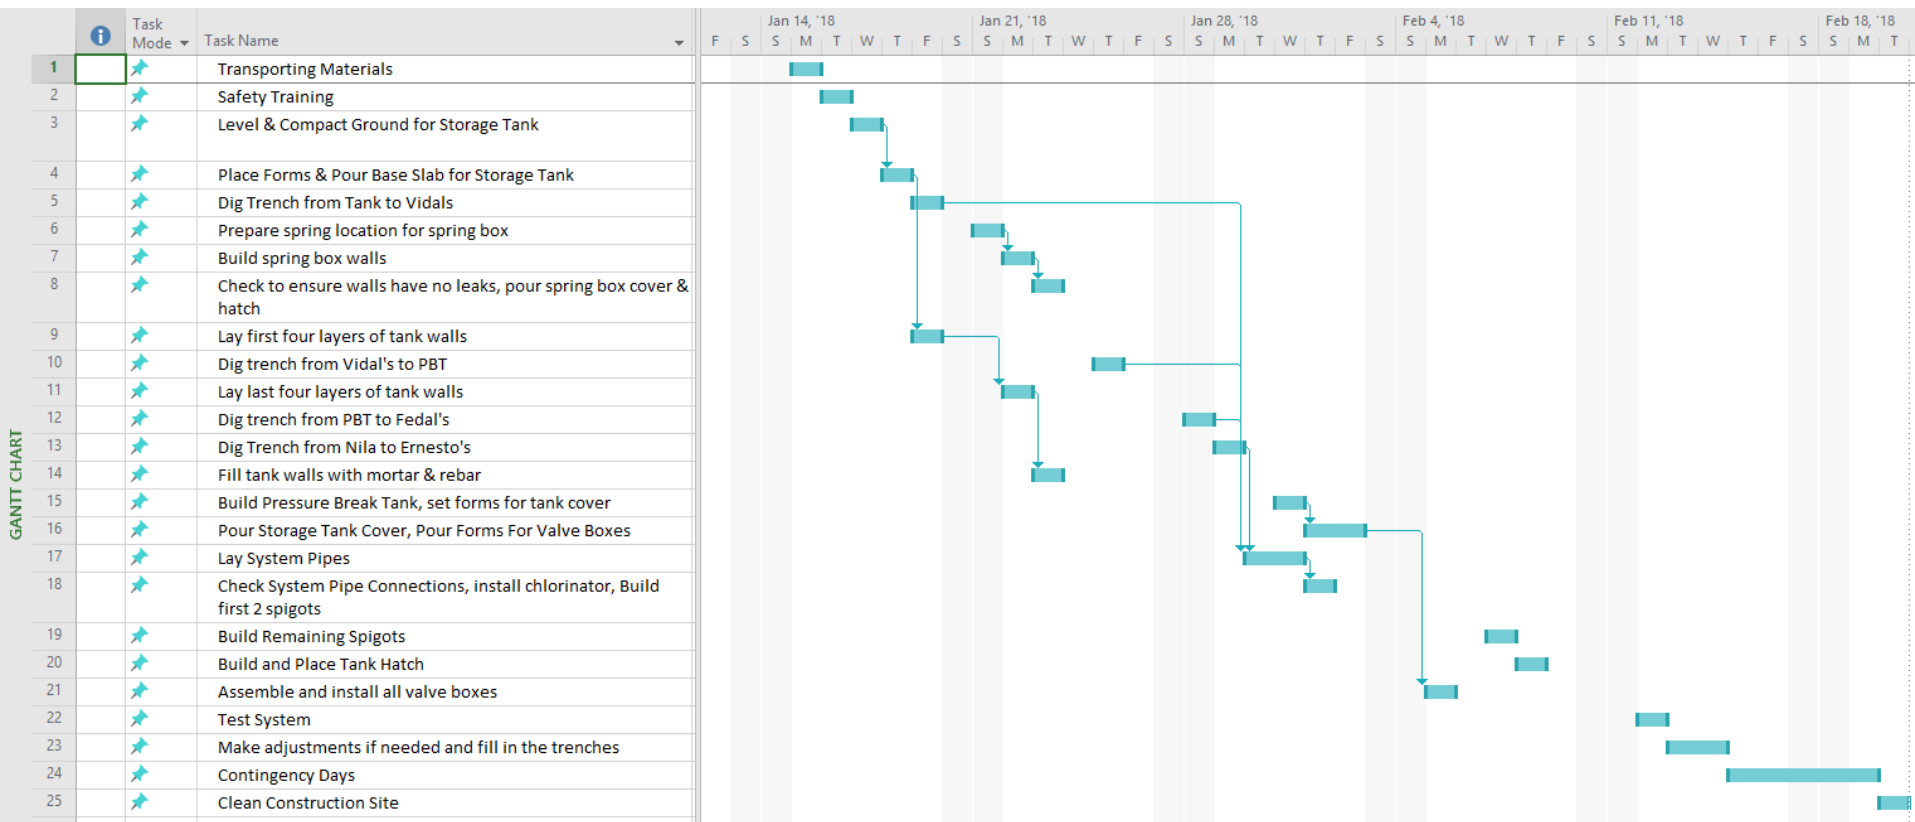 Task
Mode
Task Name
Jan 14, '18
Jan 21, '18
Jan 28, '18
Feb 4, '18
Feb 11, '18
Feb 18, '18
F S S M T W T F S S M T W T F S S M T W T F S S M T W T F S S M T W T F S S M T
1 Transporting Materials
2 Safety Training
3 Level & Compact Ground for Storage Tank
4 Place Forms & Pour Base Slab for Storage Tank
5 Dig Trench from Tank to Vidals
6 Prepare spring location for spring box
7 Build spring box walls
8 Check to ensure walls have no leaks, pour spring box cover &
hatch
9 Lay first four layers of tank walls
10 Dig trench from Vidal's to PBT
11 Lay last four layers of tank walls
12 Dig trench from PBT to Fedal's
13 Dig Trench from Nila to Ernesto's
14 Fill tank walls with mortar & rebar
15 Build Pressure Break Tank, set forms for tank cover
16 Pour Storage Tank Cover, Pour Forms For Valve Boxes
17 Lay System Pipes
18 Check System Pipe Connections, install chlorinator, Build
first 2 spigots
19 Build Remaining Spigots
20 Build and Place Tank Hatch
21 Assemble and install all valve boxes
22 Test System
23 Make adjustments if needed and fill in the trenches
24 Contingency Days
25 Clean Construction Site
GANTT CHART